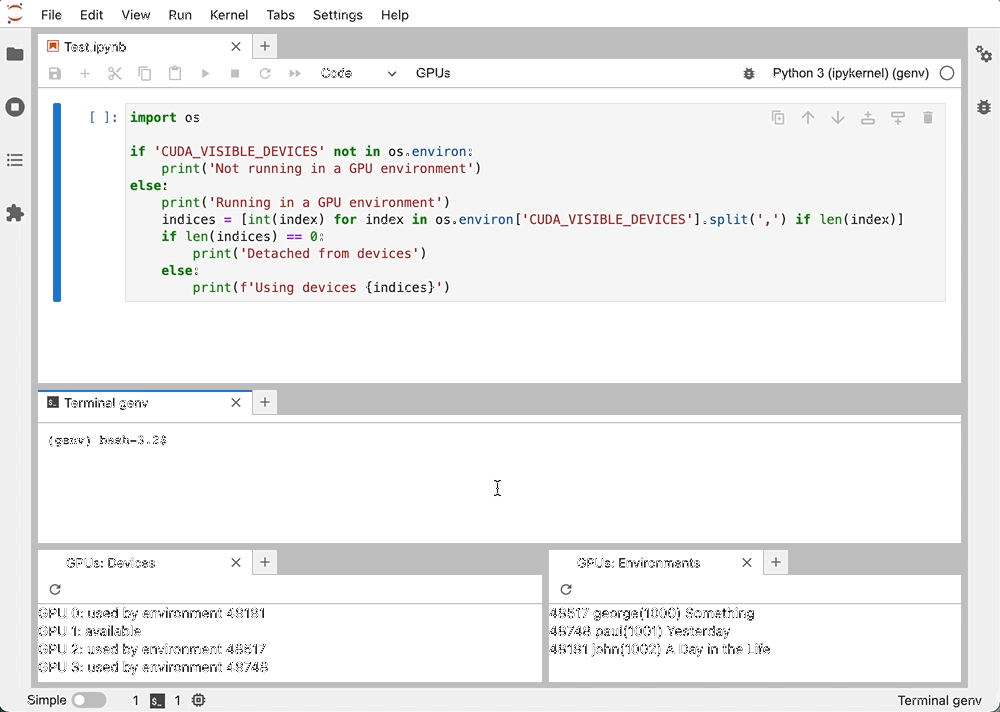 File Edit View Run Kernel Tabs Settings Help
Test.ipynb
Code GPUs Python 3 (ipykernel) (genv)
[ ]: import os
if 'CUDA_VISIBLE_DEVICES' not in os.environ:
print('Not running in a GPU environment')
else:
print('Running in a GPU environment')
indices = [int(index) for index in os.environ['CUDA_VISIBLE_DEVICES'].split(',') if len(index)]
if len(indices) == 0:
print('Detached from devices')
else:
print(f'Using devices {indices}')
Terminal genv
(genv) bash-3.2$
GPUs: Devices
GPU 0: used by environment 48181
GPU 1: available
GPU 2: used by environment 48517
GPU 3: used by environment 48748
GPUs: Environments
48517 george(1000) Something
48748 paul(1001) Yesterday
48181 john(1002) A Day in the Life
Simple 1 1 Terminal genv